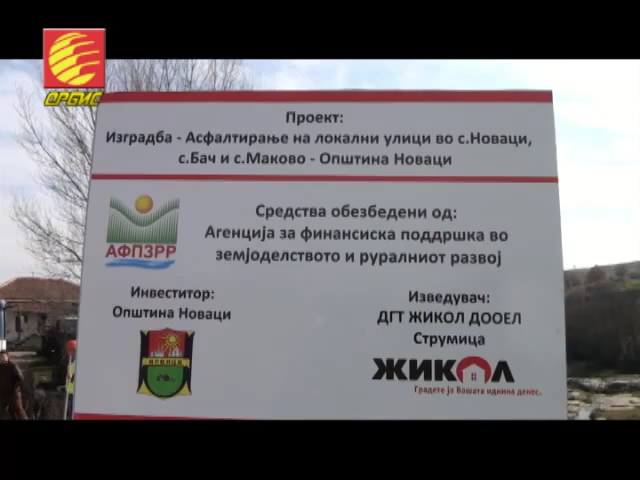 ОРБИС
Проект:
Изградба - Асфалтирање на локални улици во с.Новаци,
с.Бач и с.Маково - Општина Новаци
АФПЗРР
Средства обезбедени од:
Агенција за финансиска поддршка во
земјоделството и руралниот развој
Инвеститор:
Општина Новаци
НОВАЦИ
Изведувач:
ДГТ ЖИКОЛ ДООЕЛ
Струмица
ЖИКОЛ
Градете ја Вашата иднина денес.